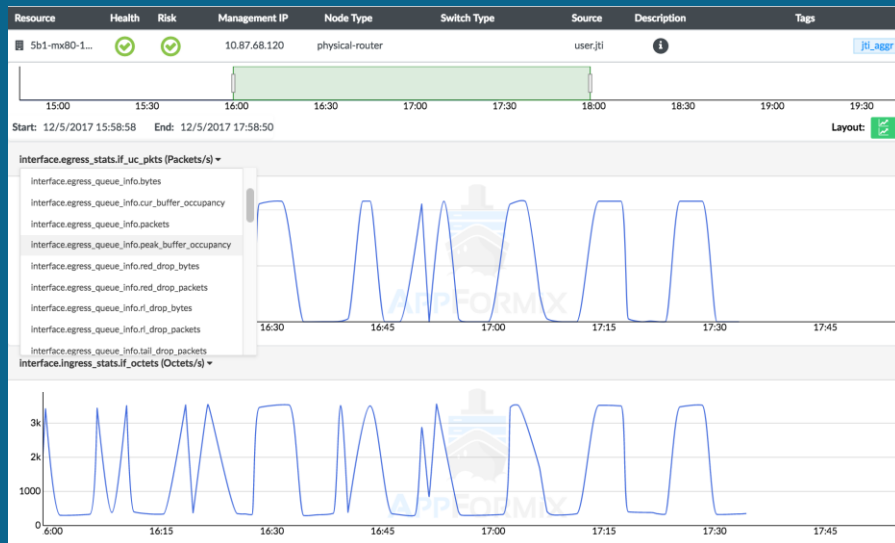 Resource Health Risk Management IP Node Type Switch Type Source Description Tags
5b1-mx80-1... 10.87.68.120 physical-router user.jti jti_aggr
15:00 15:30 16:00 16:30 17:00 17:30 18:00 18:30 19:00 19:30
Start: 12/5/2017 15:58:58 End: 12/5/2017 17:58:50 Layout:
interface.egress_stats.if_uc_pkts (Packets/s)
interface.egress_queue_info.bytes
interface.egress_queue_info.cur_buffer_occupancy
interface.egress_queue_info.packets
interface.egress_queue_info.peak_buffer_occupancy
interface.egress_queue_info.red_drop_bytes
interface.egress_queue_info.red_drop_packets
interface.egress_queue_info.rl_drop_bytes
APPFORMIX
interface.egress_queue_info.rl_drop_packets
16:30 16:45 17:00 17:15 17:30 17:45
interface.egress_queue_info.tail_drop_packets
interface.ingress_stats.if_octets (Octets/s)
3k
2k
1000
APPFORMIX
0
6:00 16:15 16:30 16:45 17:00 17:15 17:30 17:45